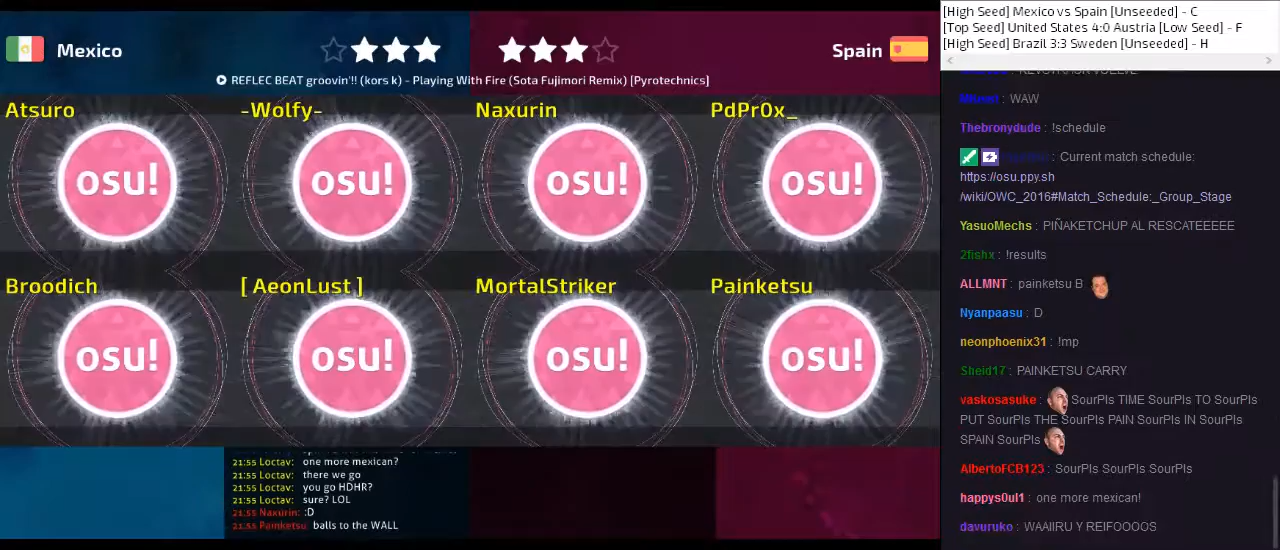 Mexico
Spain
REFLEC BEAT groovin'!! (kors k) - Playing With Fire (Sota Fujimori Remix) [Pyrotechnics]
Atsuro
-Wolfy-
Naxurin
PdPr0x_
osu!
osu!
osu!
osu!
Broodich
[ AeonLust ]
MortalStriker
Painketsu
osu!
osu!
osu!
osu!
21:55 Loctav: one more mexican?
21:55 Loctav: there we go
21:55 Loctav: you go HDHR?
21:55 Loctav: sure? LOL
21:55 Naxurin: :D
21:55 Painketsu: balls to the WALL
[High Seed] Mexico vs Spain [Unseeded] - C
[Top Seed] United States 4:0 Austria [Low Seed] - F
[High Seed] Brazil 3:3 Sweden [Unseeded] - H
: WAW
Thebronydude : !schedule
: Current match schedule:
https://osu.ppy.sh
/wiki/OWC_2016#Match_Schedule:_Group_Stage
YasuoMechs : PIÑAKETCHUP AL RESCATEEEEE
2fishx : !results
ALLMNT : painketsu B
Nyanpaasu : D
neonphoenix31 : !mp
Sheid17 : PAINKETSU CARRY
vaskosasuke : SourPls TIME SourPls TO SourPls
PUT SourPls THE SourPls PAIN SourPls IN SourPls
SPAIN SourPls
AlbertoFCB123 : SourPls SourPls SourPls
happys0ul1 : one more mexican!
davuruko : WAAIIRU Y REIFOOOOS